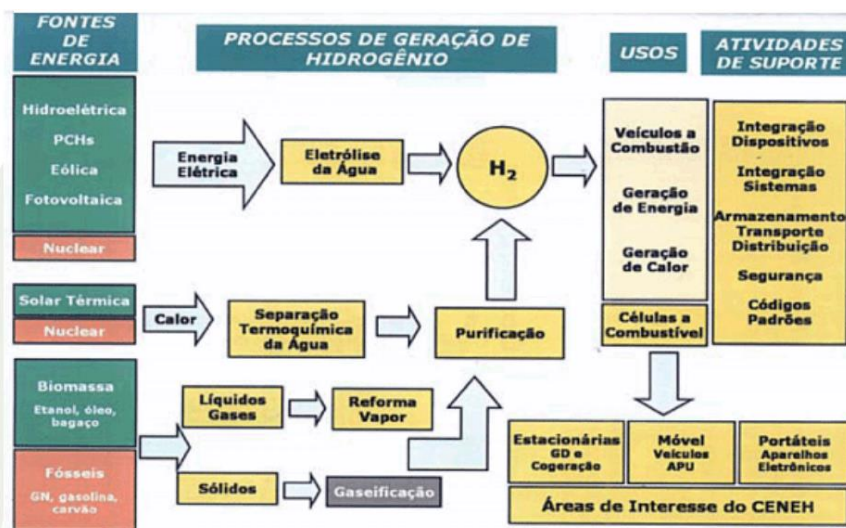 FONTES
DE
ENERGIA
PROCESSOS DE GERAÇÃO DE
HIDROGÊNIO
USOS
ATIVIDADES
DE SUPORTE
Hidroelétrica
PCHs
Eólica
Fotovoltaica
Nuclear
Energia
Elétrica
Eletrólise
da Água
H₂
Veículos a
Combustão
Geração
de Energia
Geração
de Calor
Células a
Combustível
Integração
Dispositivos
Integração
Sistemas
Armazenamento
Transporte
Distribuição
Segurança
Códigos
Padrões
Solar Térmica
Nuclear
Calor
Separação
Termoquímica
da Água
Purificação
Biomassa
Etanol, óleo,
bagaço
Fósseis
GN, gasolina,
carvão
Líquidos
Gases
Reforma
Vapor
Sólidos
Gaseificação
Estacionárias
GD e
Cogeração
Móvel
Veículos
APU
Portáteis
Aparelhos
Eletrônicos
Áreas de Interesse do CENEH